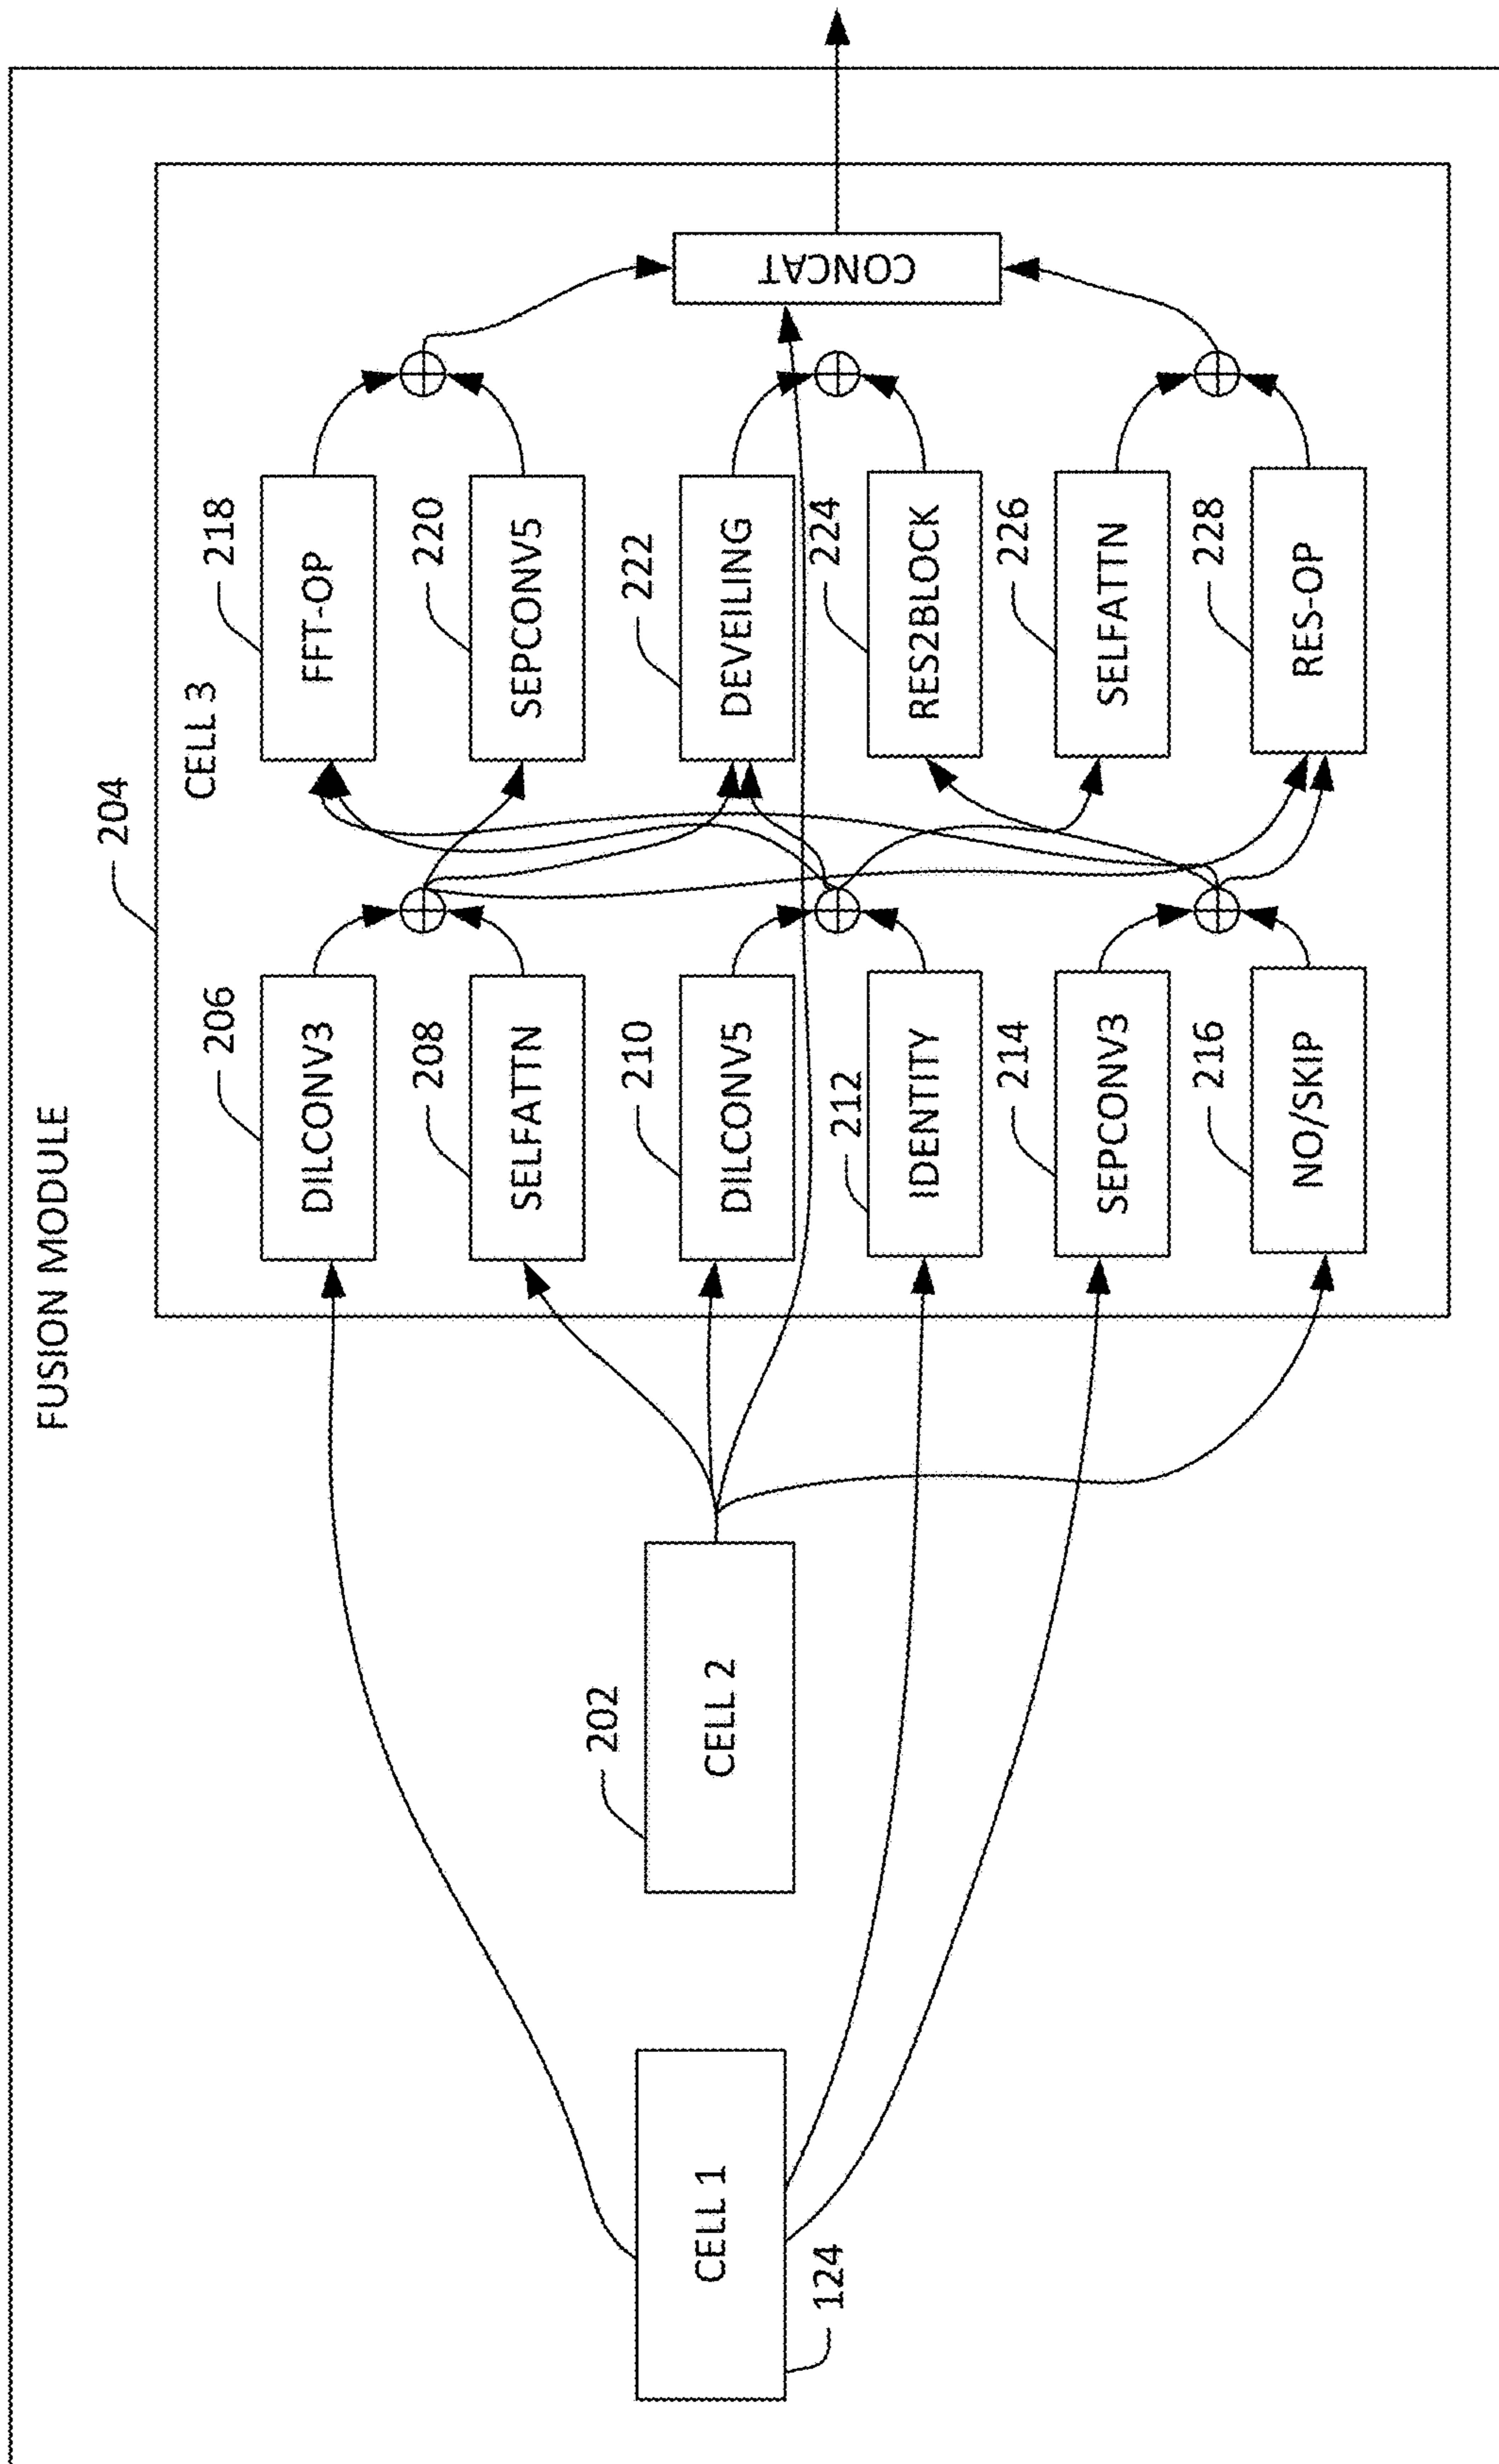 FUSION MODULE
204
CELL 3
CELL 1
124
CELL 2
202
206
DILCONV3
208
SELFATTN
210
DILCONV5
212
IDENTITY
214
SEPCONV3
216
NO/SKIP
218
FFT-OP
220
SEPCONV5
222
DEVEILING
224
RES2BLOCK
226
SELFATTN
228
RES-OP
CONCAT